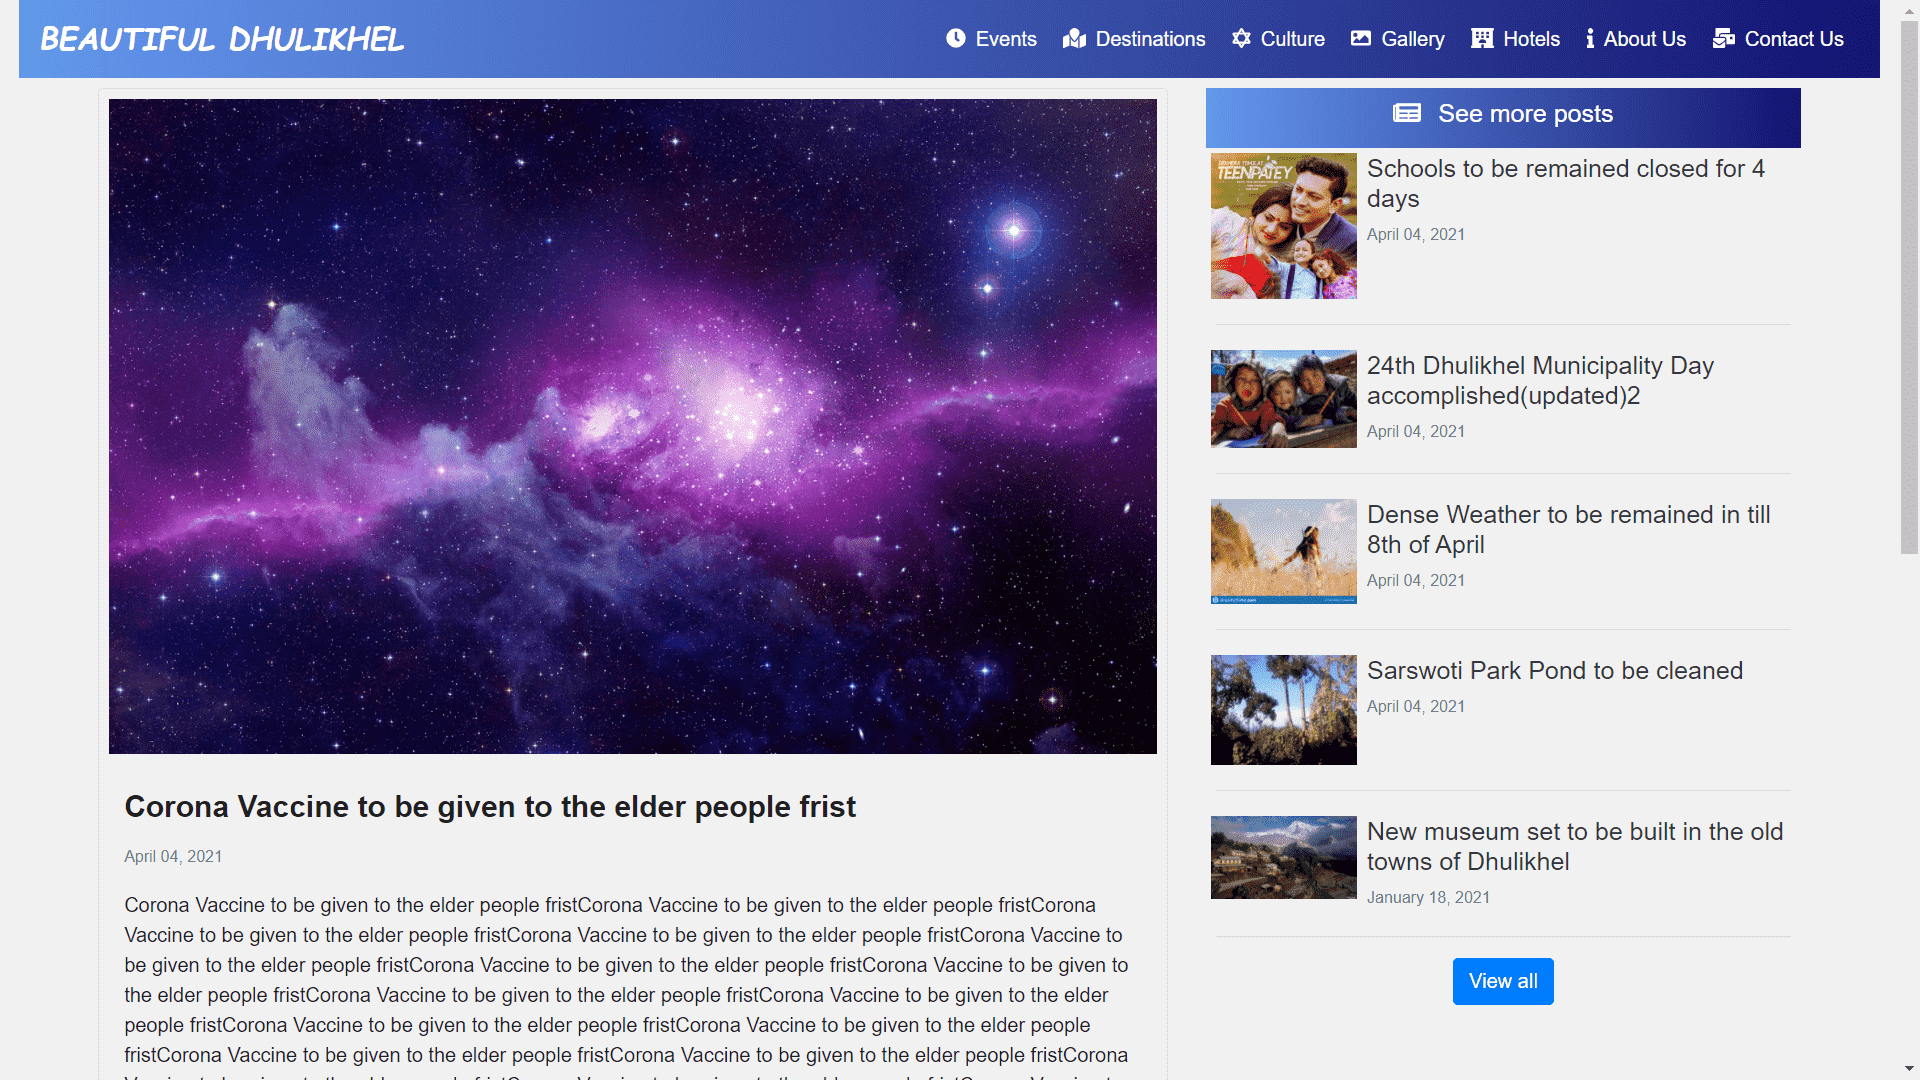 BEAUTIFUL DHULIKHEL
Events Destinations Culture Gallery Hotels About Us Contact Us
Corona Vaccine to be given to the elder people frist
April 04, 2021
Corona Vaccine to be given to the elder people fristCorona Vaccine to be given to the elder people fristCorona
Vaccine to be given to the elder people fristCorona Vaccine to be given to the elder people fristCorona Vaccine to
be given to the elder people fristCorona Vaccine to be given to the elder people fristCorona Vaccine to be given to
the elder people fristCorona Vaccine to be given to the elder people fristCorona Vaccine to be given to the elder
people fristCorona Vaccine to be given to the elder people fristCorona Vaccine to be given to the elder people
fristCorona Vaccine to be given to the elder people fristCorona Vaccine to be given to the elder people fristCorona
See more posts
TEENPATEY
Schools to be remained closed for 4
days
April 04, 2021
24th Dhulikhel Municipality Day
accomplished(updated)2
April 04, 2021
Dense Weather to be remained in till
8th of April
April 04, 2021
Sarswoti Park Pond to be cleaned
April 04, 2021
New museum set to be built in the old
towns of Dhulikhel
January 18, 2021
View all